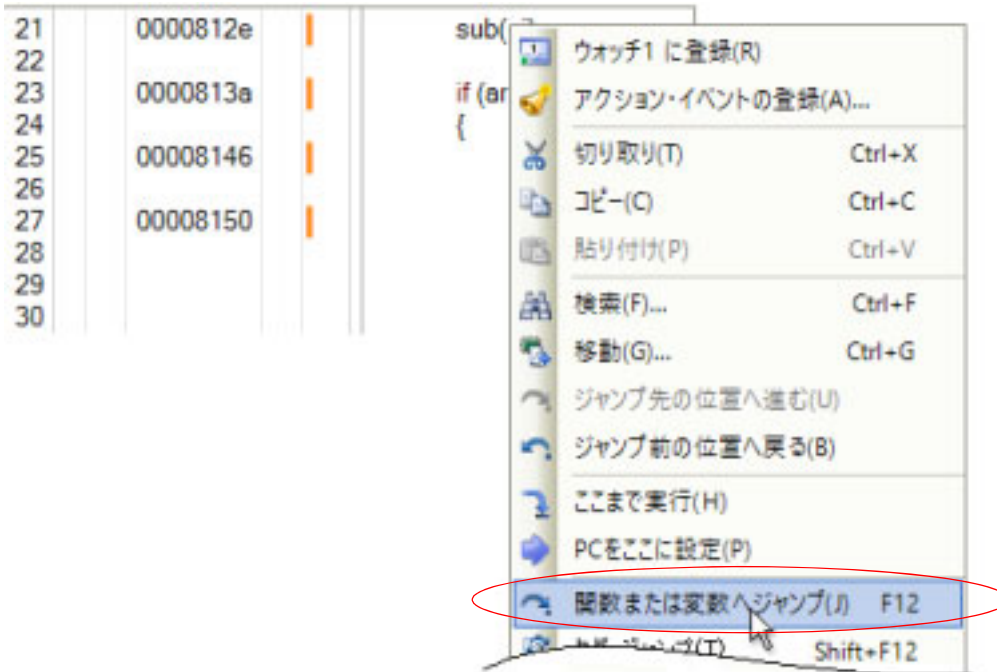 21 0000812e sub(
22
23 0000813a if (ar
24 {
25 00008146
26
27 00008150
28
29
30
ウォッチ1 に登録(R)
アクション・イベントの登録(A)...
切り取り(T) Ctrl+X
コピー(C) Ctrl+C
貼り付け(P) Ctrl+V
検索(F)... Ctrl+F
移動(G)... Ctrl+G
ジャンプ先の位置へ進む(U)
ジャンプ前の位置へ戻る(B)
ここまで実行(H)
PCをここに設定(P)
関数または変数へジャンプ(J) F12
(T) Shift+F12